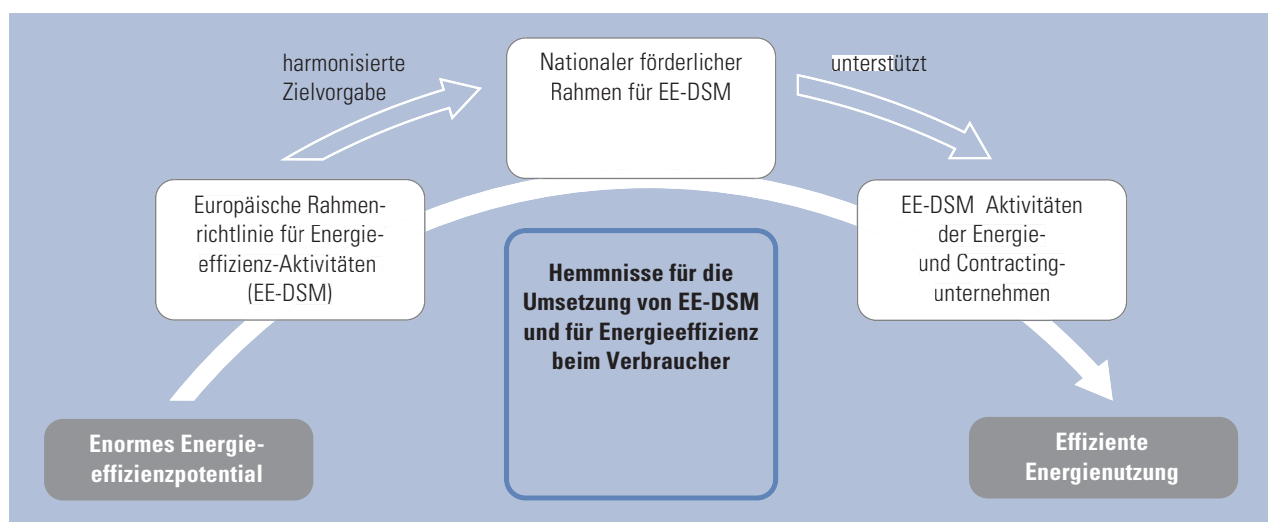 harmonisierte
Zielvorgabe
Nationaler förderlicher
Rahmen für EE-DSM
unterstützt
Europäische Rahmen-
richtlinie für Energie-
effizienz-Aktivitäten
(EE-DSM)
EE-DSM Aktivitäten
der Energie-
und Contracting-
unternehmen
Hemmnisse für die
Umsetzung von EE-DSM
und für Energieeffizienz
beim Verbraucher
Enormes Energie-
effizienzpotential
Effiziente
Energienutzung